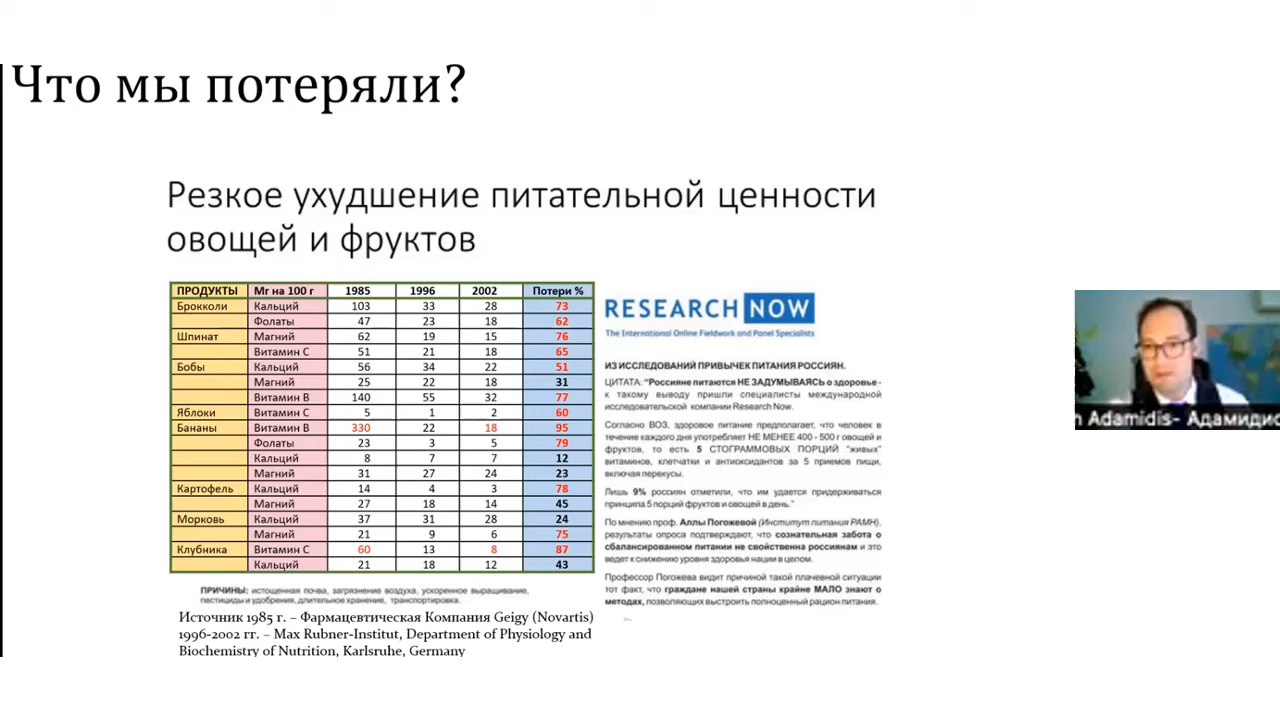 Что мы потеряли?
Резкое ухудшение питательной ценности
овощей и фруктов
ПРОДУКТЫ Мг на 100 г 1985 1996 2002 Потери %
Брокколи Кальций 103 33 28 73
Фолаты 47 23 18 62
Шпинат Магний 62 19 15 76
Витамин С 51 21 18 65
Бобы Кальций 56 34 22 51
Магний 25 22 18 31
Витамин В 140 55 32 77
Яблоки Витамин С 5 1 2 60
Бананы Витамин В 330 22 18 95
Фолаты 23 3 5 79
Кальций 8 7 7 12
Магний 31 27 24 23
Картофель Кальций 14 4 3 78
Магний 27 18 14 45
Морковь Кальций 37 31 28 24
Магний 21 9 6 75
Клубника Витамин С 60 13 8 87
Кальций 21 18 12 43
ПРИЧИНЫ: истощенная почва, загрязнение воздуха, ускоренное выращивание,
пестициды и удобрения, длительное хранение, транспортировка.
Источник 1985 г. – Фармацевтическая Компания Geigy (Novartis)
1996-2002 гг. – Max Rubner-Institut, Department of Physiology and
Biochemistry of Nutrition, Karlsruhe, Germany
RESEARCH NOW
The International Online Fieldwork and Panel Specialists
ИЗ ИССЛЕДОВАНИЙ ПРИВЫЧЕК ПИТАНИЯ РОССИЯН.
ЦИТАТА: "Россияне питаются НЕ ЗАДУМЫВАЯСЬ о здоровье -
к такому выводу пришли специалисты международной
исследовательской компании Research Now.
Согласно ВОЗ, здоровое питание предполагает, что человек в
течение каждого дня употребляет НЕ МЕНЕЕ 400 - 500 г овощей и
фруктов, то есть 5 СТОГРАММОВЫХ ПОРЦИЙ "живых"
витаминов, клетчатки и антиоксидантов за 5 приемов пищи,
включая перекусы.
Лишь 9% россиян отметили, что им удается придерживаться
принципа 5 порций фруктов и овощей в день."
По мнению проф. Аллы Погожевой (Институт питания РАМН),
результаты опроса подтверждают, что сознательная забота о
сбалансированном питании не свойственна россиянам и это
ведет к снижению уровня здоровья нации в целом.
Профессор Погожева видит причиной такой плачевной ситуации
тот факт, что граждане нашей страны крайне МАЛО знают о
методах, позволяющих выстроить полноценный рацион питания.
Adamidis- Адамидис